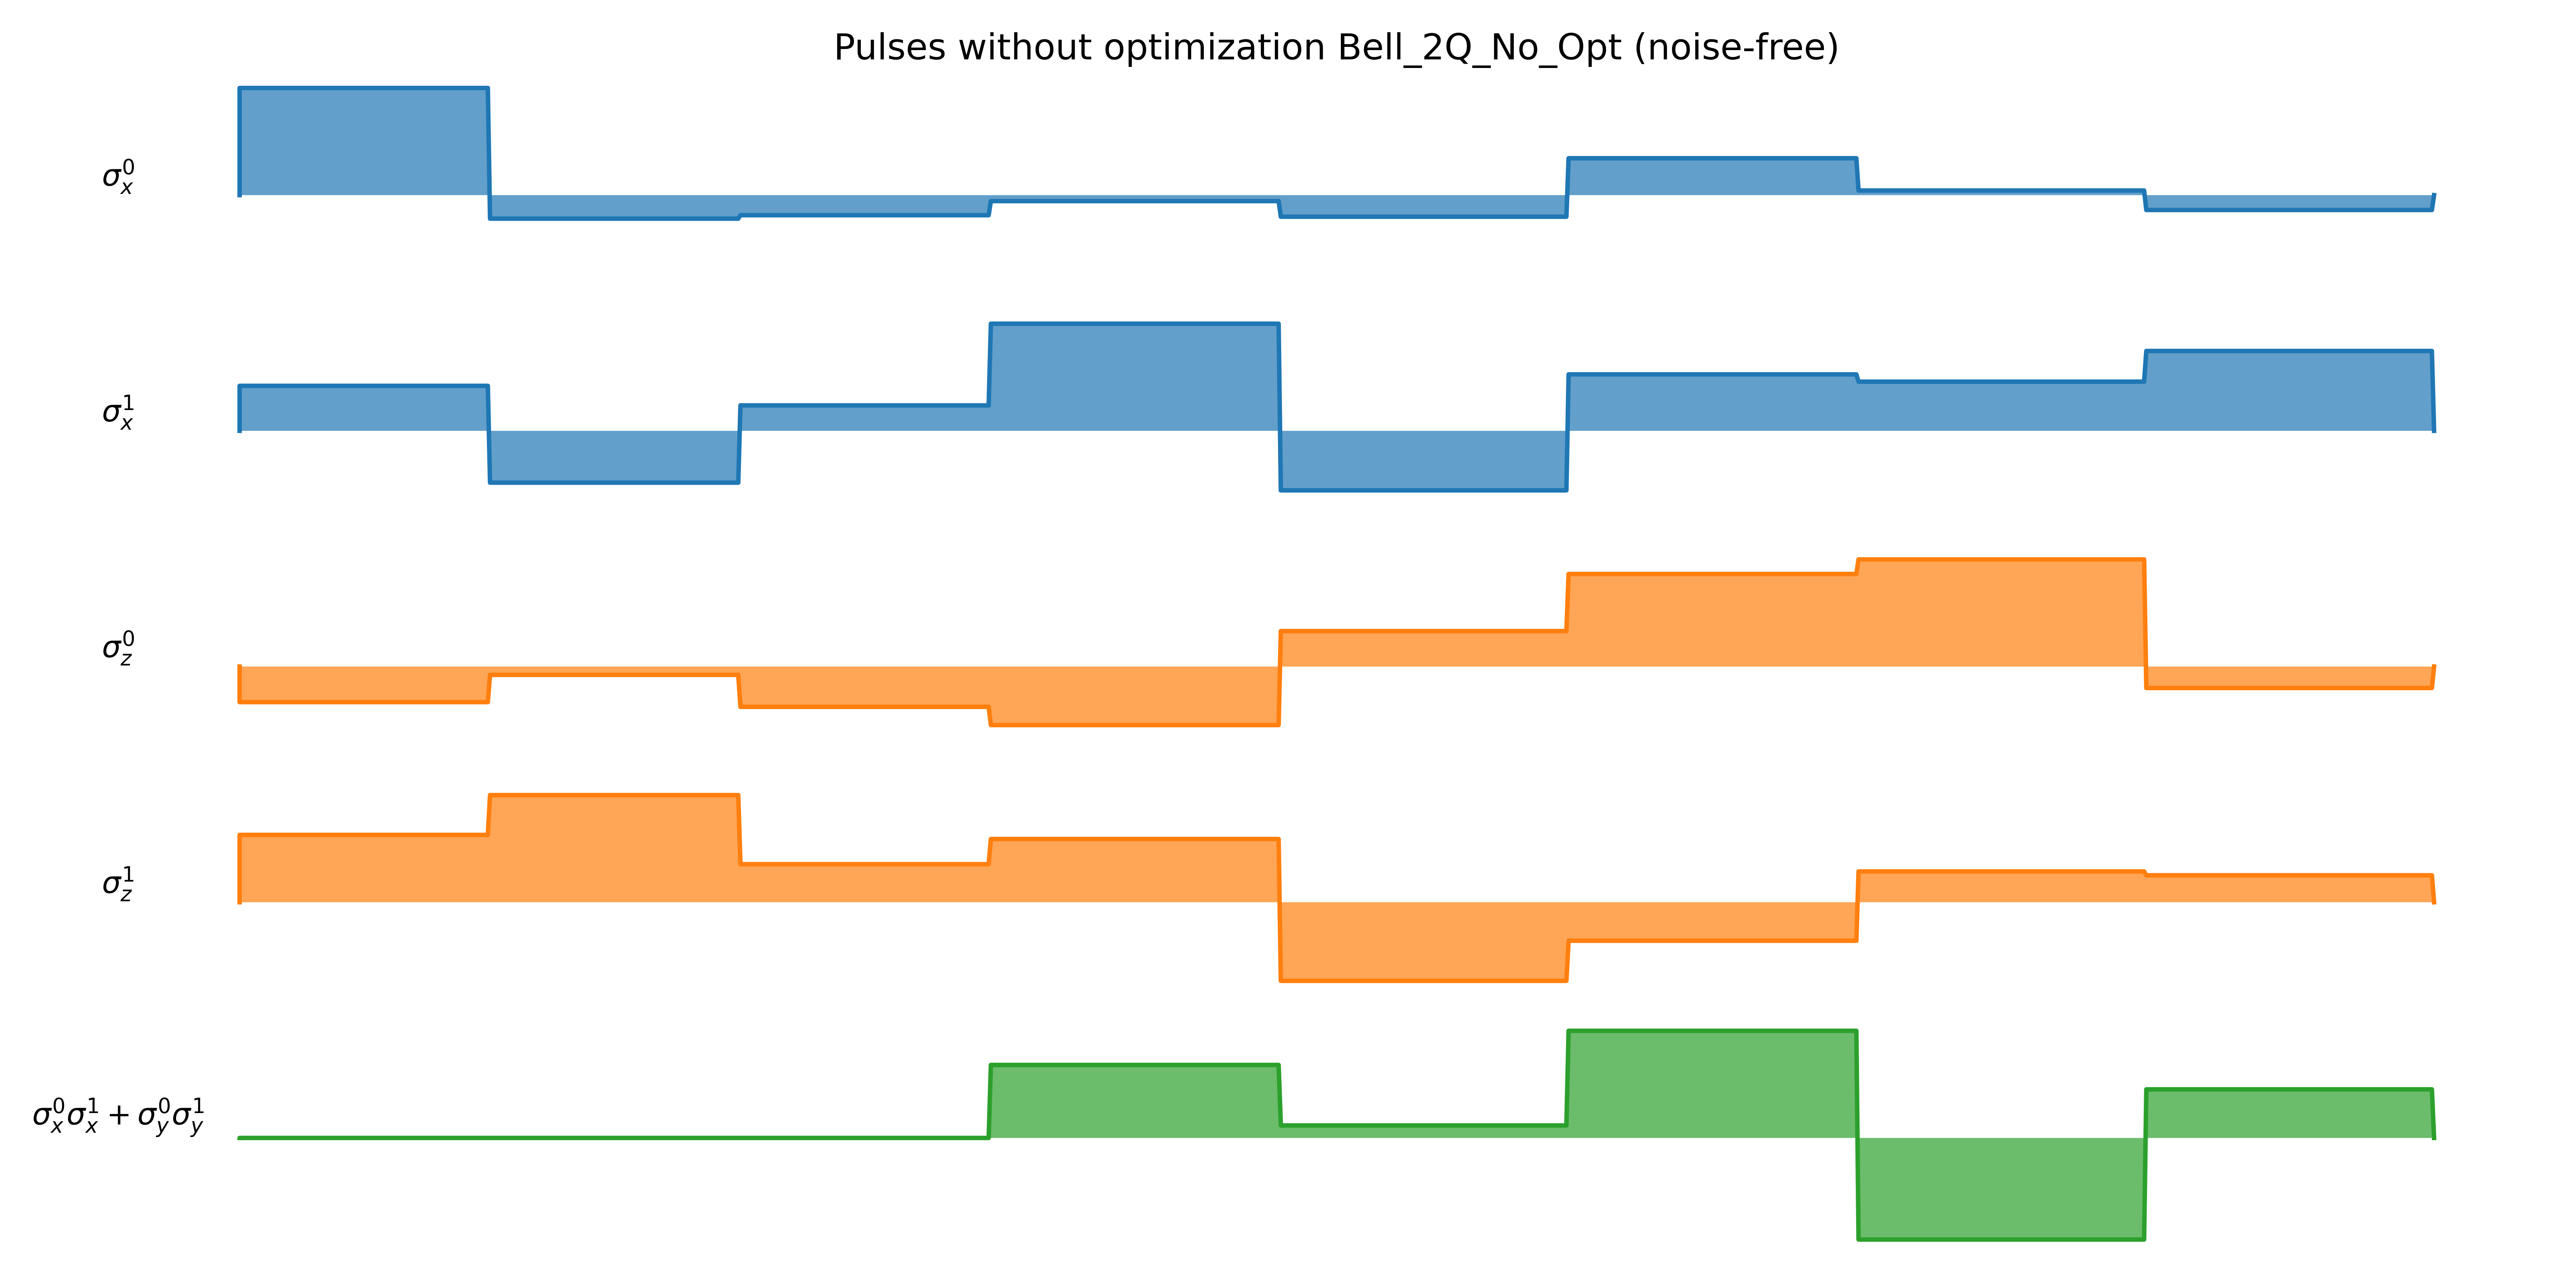 Pulses without optimization Bell_2Q_No_Opt (noise-free)
σ_x^0
σ_x^1
σ_z^0
σ_z^1
σ_x^0σ_x^1 + σ_y^0σ_y^1